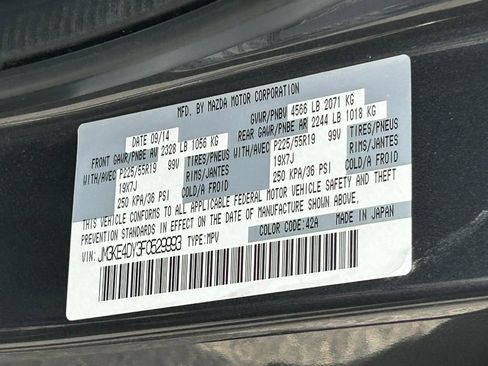 MFD. BY MAZDA MOTOR CORPORATION
DATE 09/14 GVWR/PNBV 4566 LB 2071 KG
FRONT GAWR/PNBE AV 2328 LB 1056 KG REAR GAWR/PNBE AR 2244 LB 1018 KG
WITH/AVEC P225/55R19 99V TIRES/PNEUS WITH/AVEC P225/55R19 99V TIRES/PNEUS
19X7J RIMS/JANTES 19X7J RIMS/JANTES
250 KPA/36 PSI COLD/A FROID 250 KPA/36 PSI COLD/A FROID
THIS VEHICLE CONFORMS TO ALL APPLICABLE FEDERAL MOTOR VEHICLE SAFETY AND THEFT
PREVENTION STANDARDS IN EFFECT ON THE DATE OF MANUFACTURE SHOWN ABOVE.
VIN: JM3KE4DY3F0529993 TYPE: MPV COLOR CODE: 42A MADE IN JAPAN